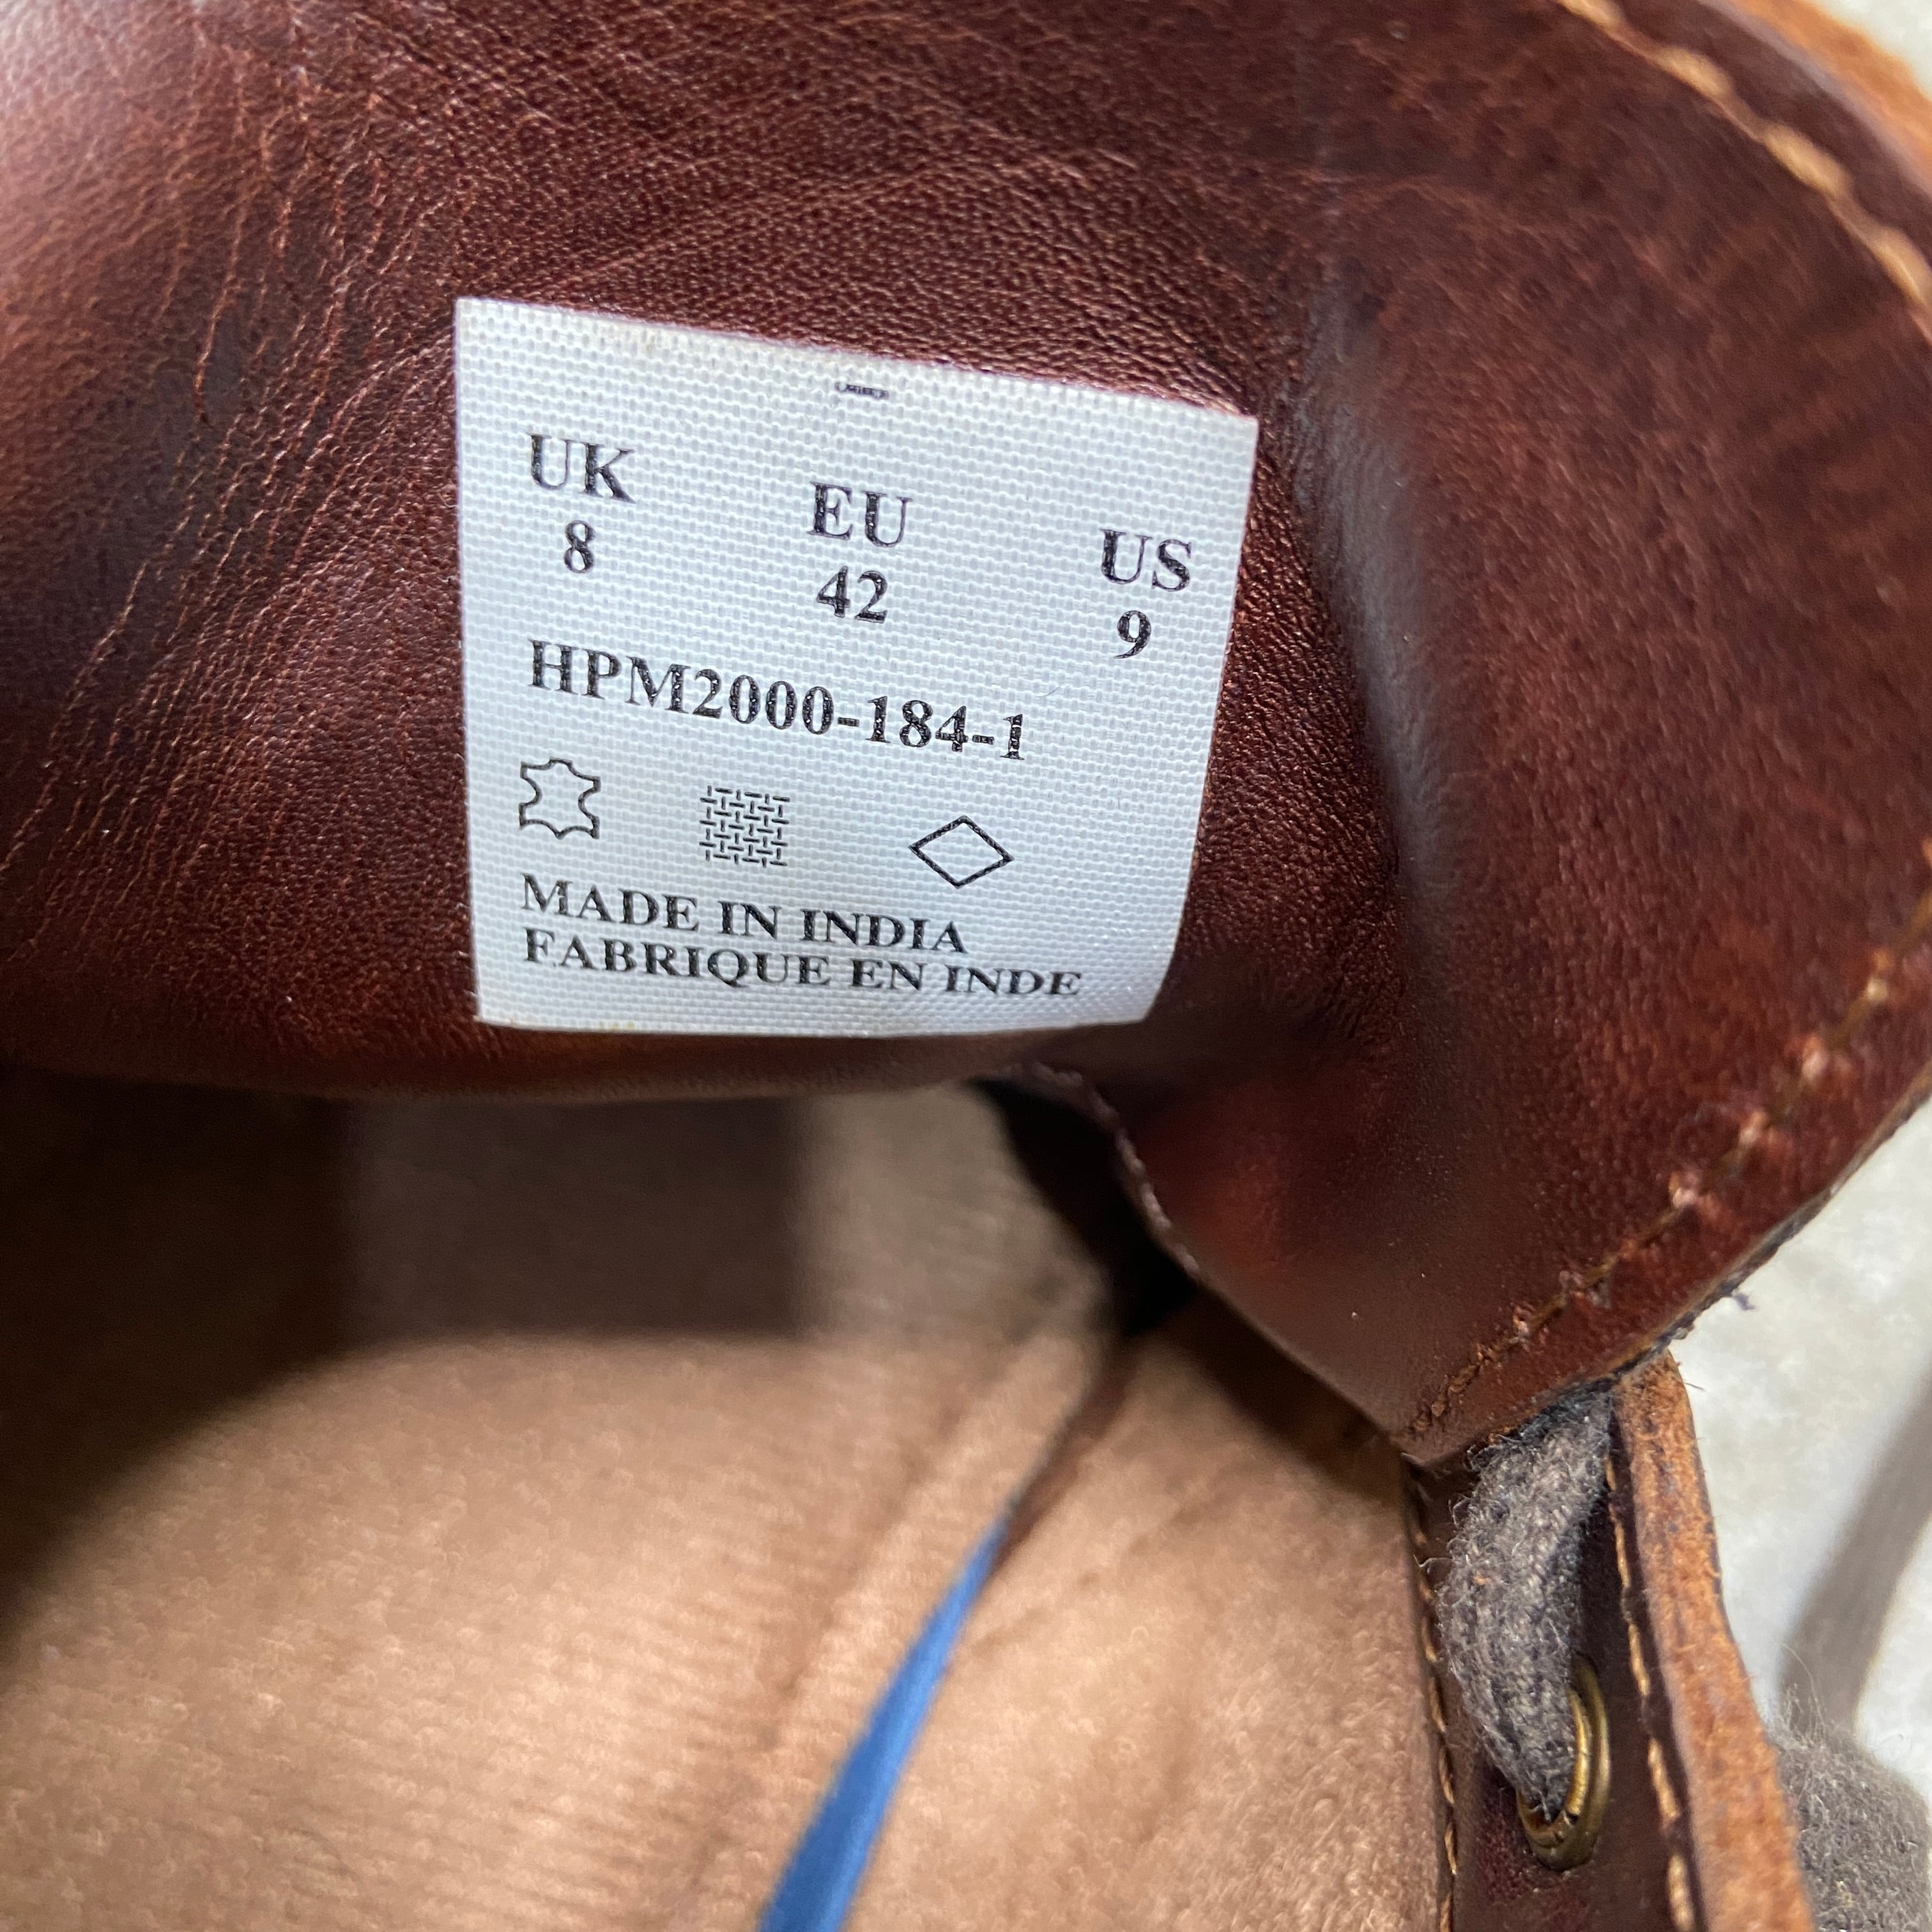 UK EU US
8 42 9
HPM2000-184-1
MADE IN INDIA
FABRIQUE EN INDE